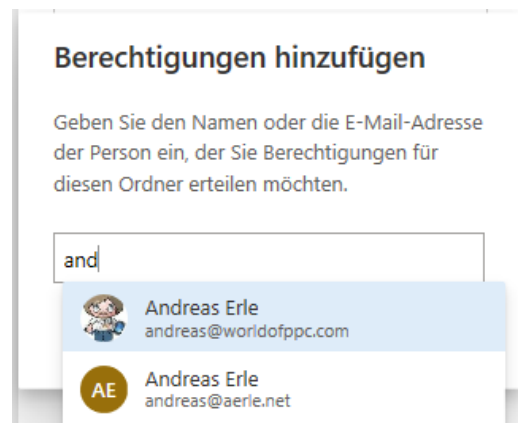 Berechtigungen hinzufügen
Geben Sie den Namen oder die E-Mail-Adresse
der Person ein, der Sie Berechtigungen für
diesen Ordner erteilen möchten.
and
Andreas Erle
andreas@worldofppc.com
AE
Andreas Erle
andreas@aerle.net